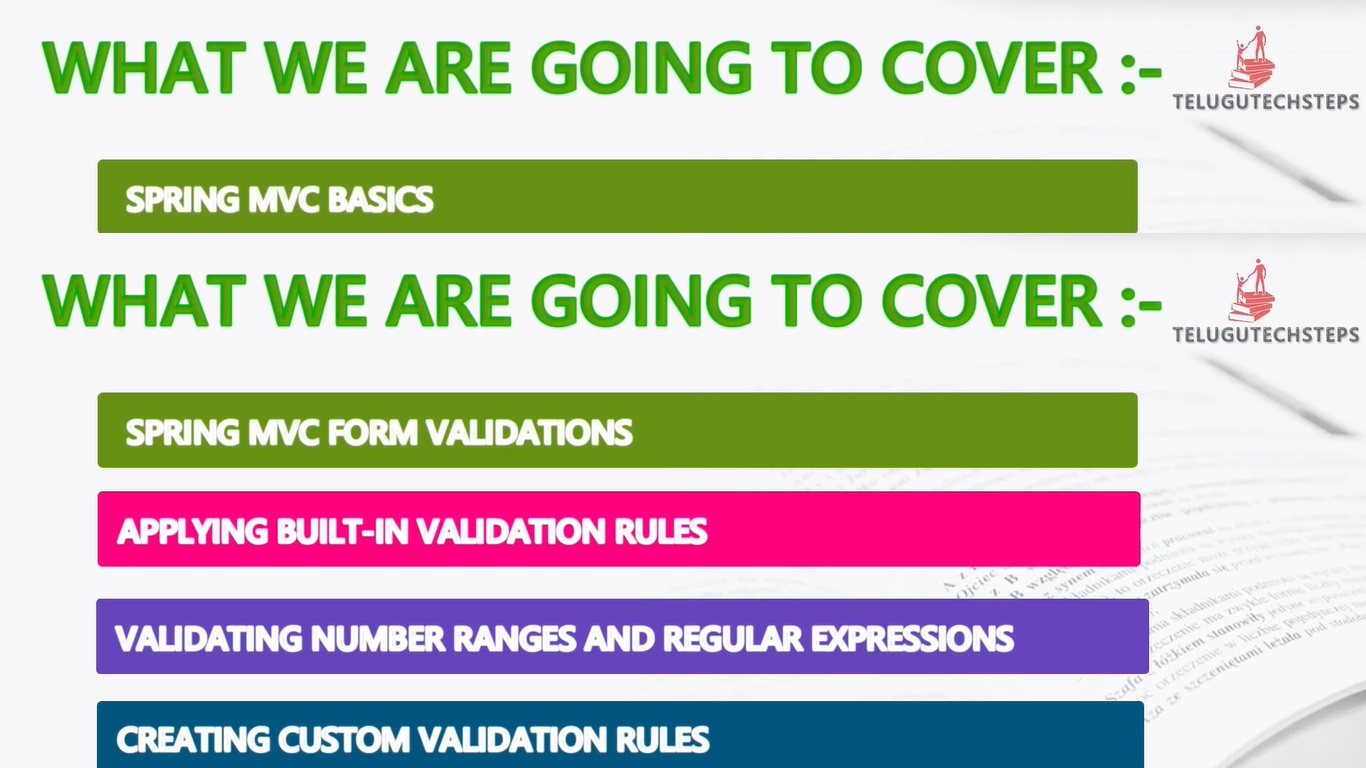 WHAT WE ARE GOING TO COVER :-
TELUGUTECHSTEPS
SPRING MVC BASICS
WHAT WE ARE GOING TO COVER :-
TELUGUTECHSTEPS
SPRING MVC FORM VALIDATIONS
APPLYING BUILT-IN VALIDATION RULES
VALIDATING NUMBER RANGES AND REGULAR EXPRESSIONS
CREATING CUSTOM VALIDATION RULES